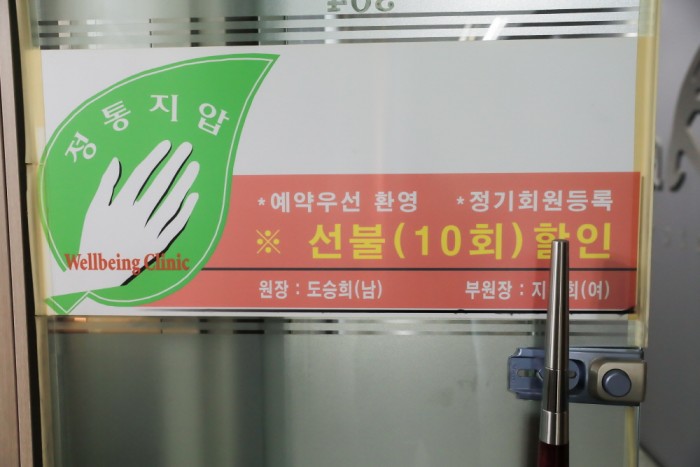 304
정통지압
Wellbeing Clinic
*예약우선 환영 *정기회원등록
※ 선불(10회)할인
원장 : 도승희(남) 부원장 :